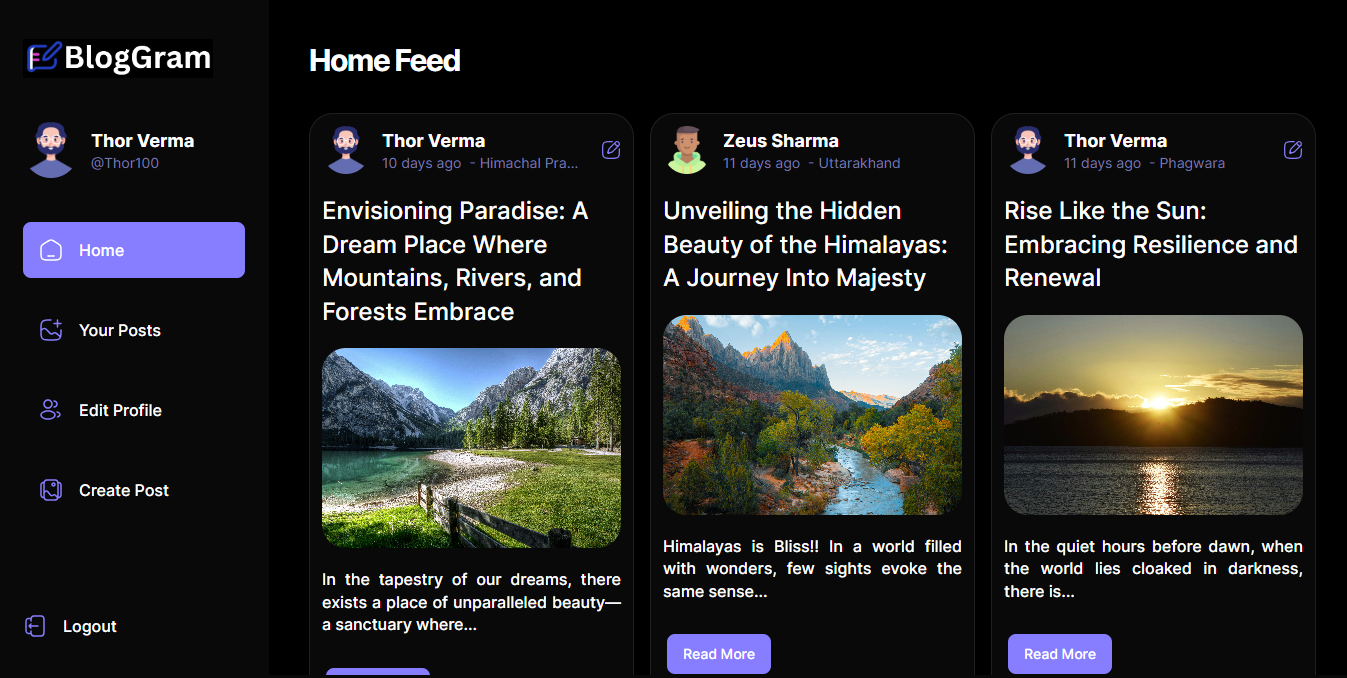 BlogGram
Thor Verma
@Thor100
Home
Your Posts
Edit Profile
Create Post
Logout
Home Feed
Thor Verma
10 days ago - Himachal Pra...
Envisioning Paradise: A
Dream Place Where
Mountains, Rivers, and
Forests Embrace
In the tapestry of our dreams, there
exists a place of unparalleled beauty—
a sanctuary where...
Zeus Sharma
11 days ago - Uttarakhand
Unveiling the Hidden
Beauty of the Himalayas:
A Journey Into Majesty
Himalayas is Bliss!! In a world filled
with wonders, few sights evoke the
same sense...
Read More
Thor Verma
11 days ago - Phagwara
Rise Like the Sun:
Embracing Resilience and
Renewal
In the quiet hours before dawn, when
the world lies cloaked in darkness,
there is...
Read More